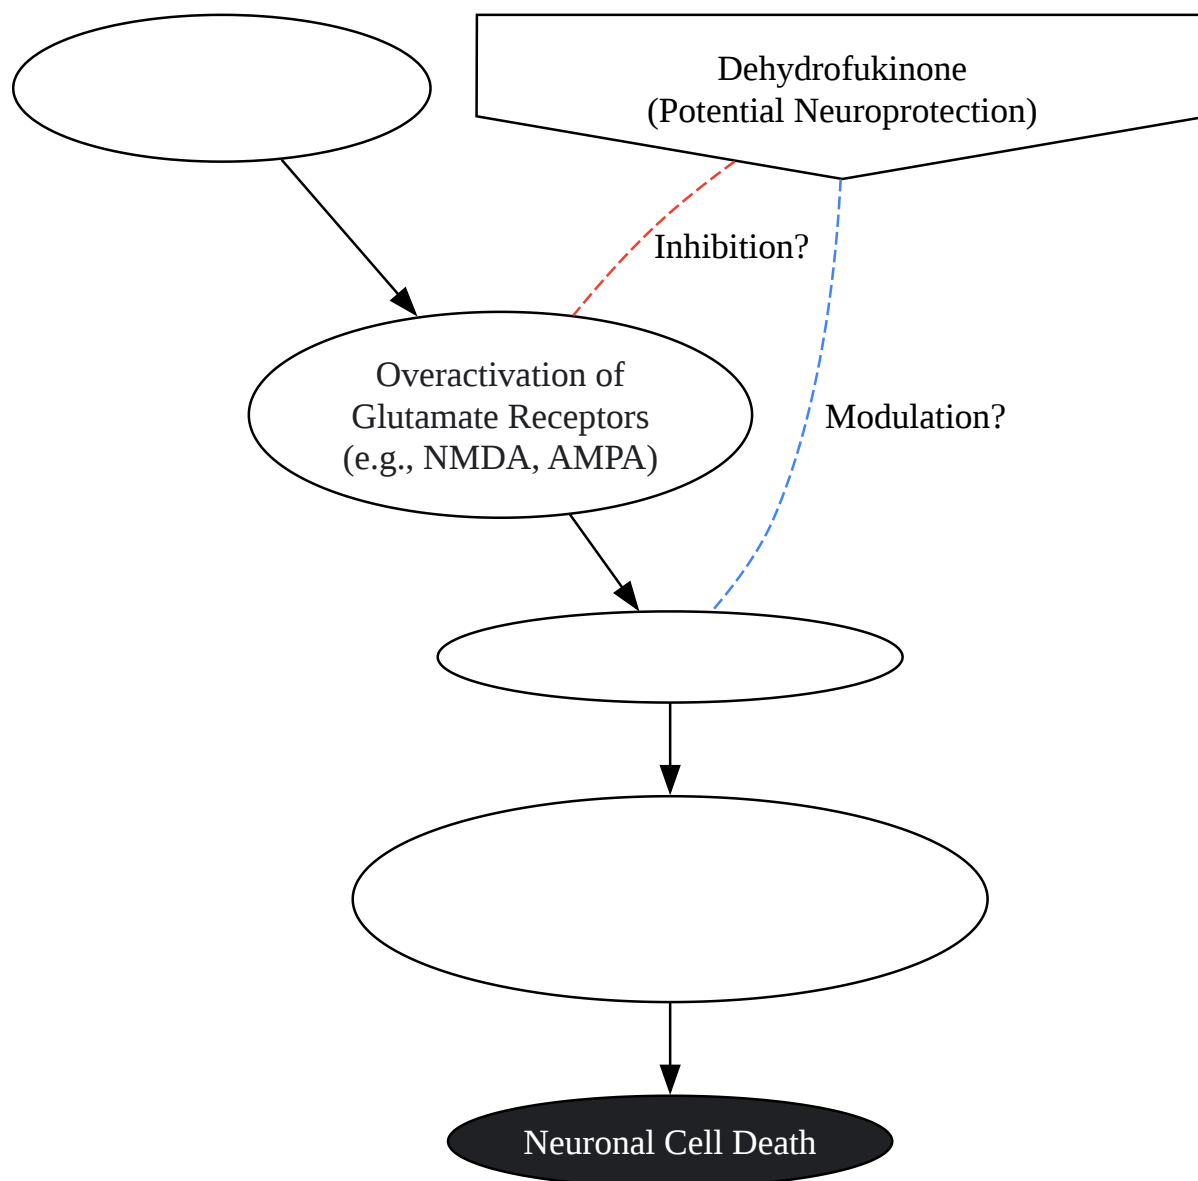 Dehydrofukinone
(Potential Neuroprotection)
Inhibition?
Overactivation of
Glutamate Receptors
(e.g., NMDA, AMPA)
Modulation?
Neuronal Cell Death